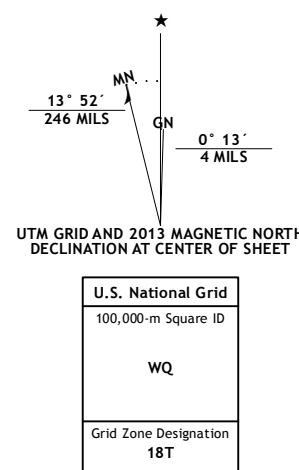 ★
MN
13° 52´
246 MILS
GN
0° 13´
4 MILS
UTM GRID AND 2013 MAGNETIC NORTH
DECLINATION AT CENTER OF SHEET
U.S. National Grid
100,000-m Square ID
WQ
Grid Zone Designation
18T